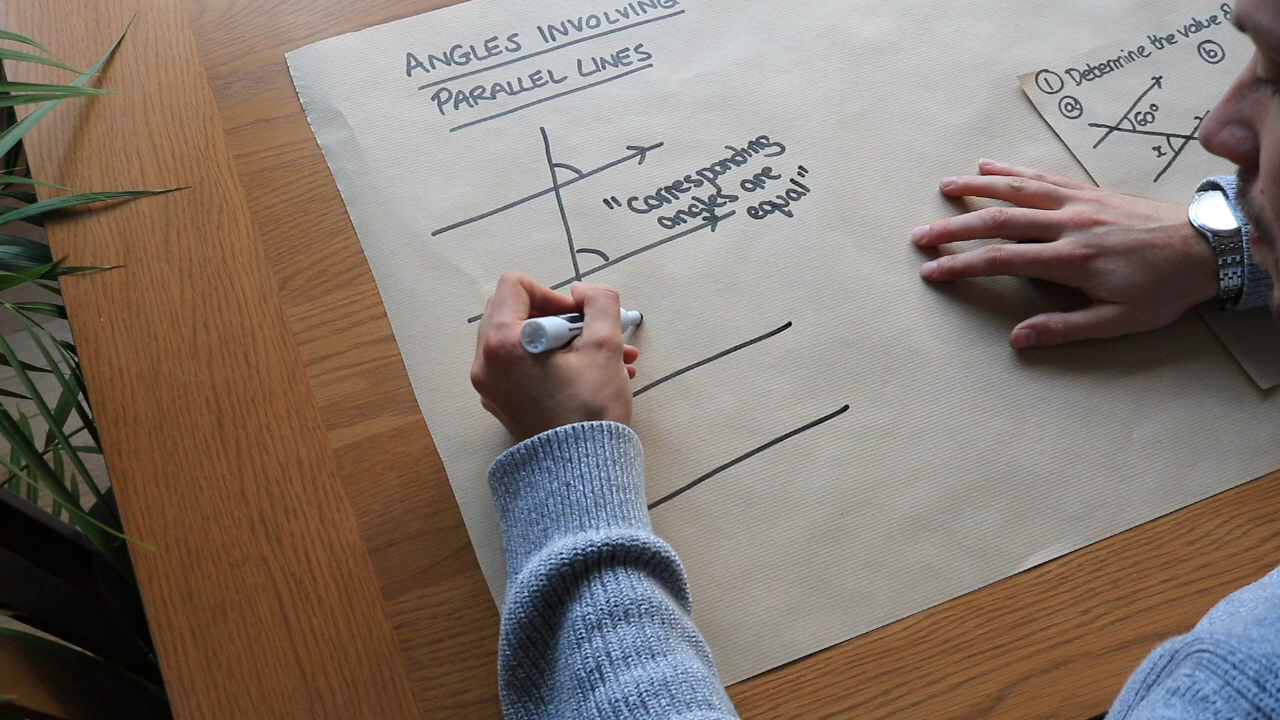 ANGLES INVOLVING
PARALLEL LINES
"Corresponding
angles are
equal"
① Determine the value
ⓐ
ⓑ
60°
x